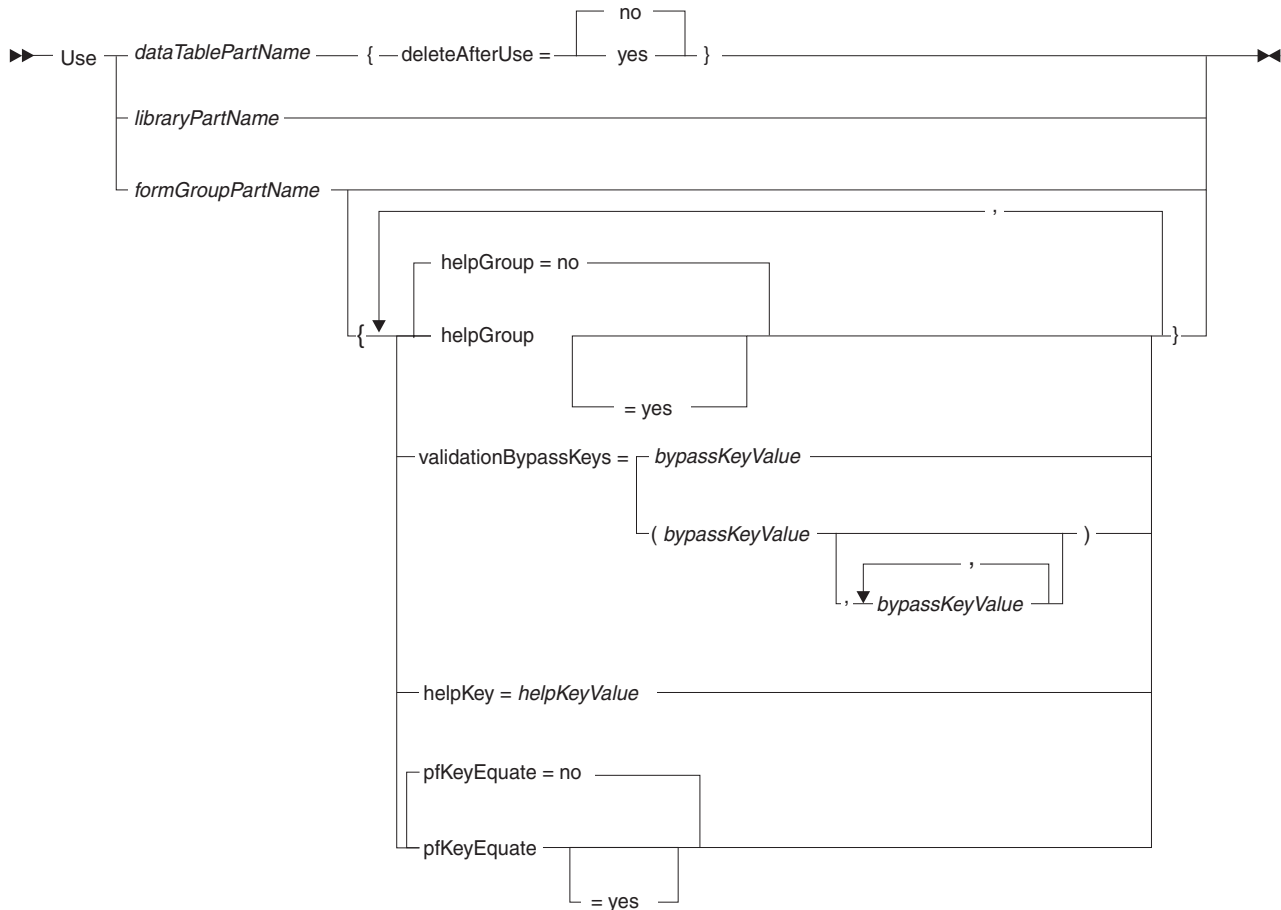 no
Use dataTablePartName { deleteAfterUse = yes }
libraryPartName
formGroupPartName
,
helpGroup = no
{ helpGroup }
= yes
validationBypassKeys = bypassKeyValue
( bypassKeyValue )
,
, bypassKeyValue
helpKey = helpKeyValue
pfKeyEquate = no
pfKeyEquate
= yes